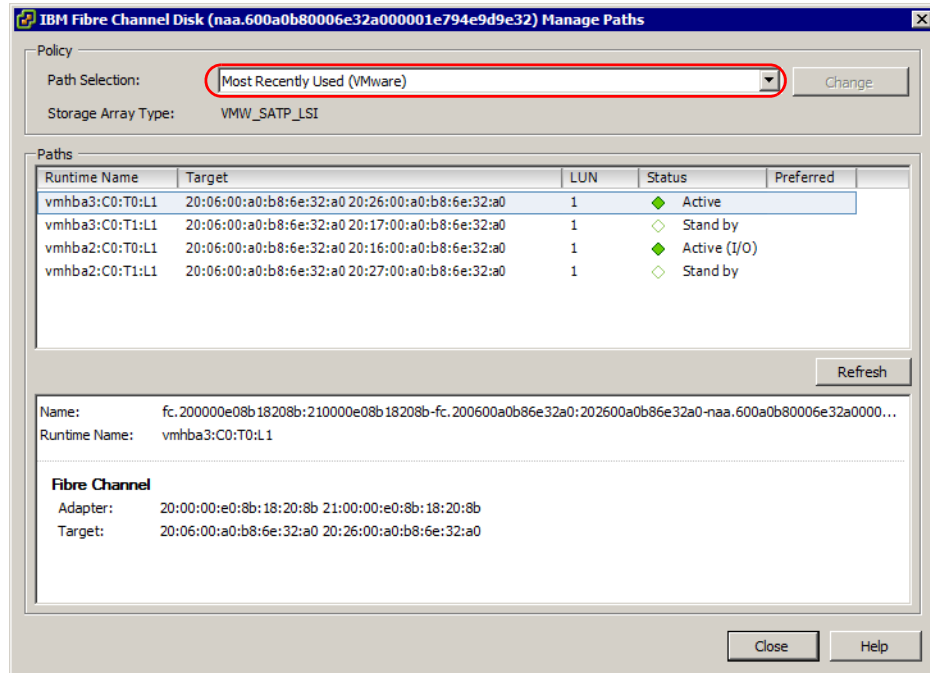 IBM Fibre Channel Disk (naa.600a0b80006e32a000001e794e9d9e32) Manage Paths
Policy
Path Selection: Most Recently Used (VMware) Change
Storage Array Type: VMW_SATP_LSI
Paths
Runtime Name Target LUN Status Preferred
vmhba3:C0:T0:L1 20:06:00:a0:b8:6e:32:a0 20:26:00:a0:b8:6e:32:a0 1 Active
vmhba3:C0:T1:L1 20:06:00:a0:b8:6e:32:a0 20:17:00:a0:b8:6e:32:a0 1 Stand by
vmhba2:C0:T0:L1 20:06:00:a0:b8:6e:32:a0 20:16:00:a0:b8:6e:32:a0 1 Active (I/O)
vmhba2:C0:T1:L1 20:06:00:a0:b8:6e:32:a0 20:27:00:a0:b8:6e:32:a0 1 Stand by
Refresh
Name: fc.200000e08b18208b:210000e08b18208b-fc.200600a0b86e32a0:202600a0b86e32a0-naa.600a0b80006e32a0000...
Runtime Name: vmhba3:C0:T0:L1
Fibre Channel
Adapter: 20:00:00:e0:8b:18:20:8b 21:00:00:e0:8b:18:20:8b
Target: 20:06:00:a0:b8:6e:32:a0 20:26:00:a0:b8:6e:32:a0
Close Help